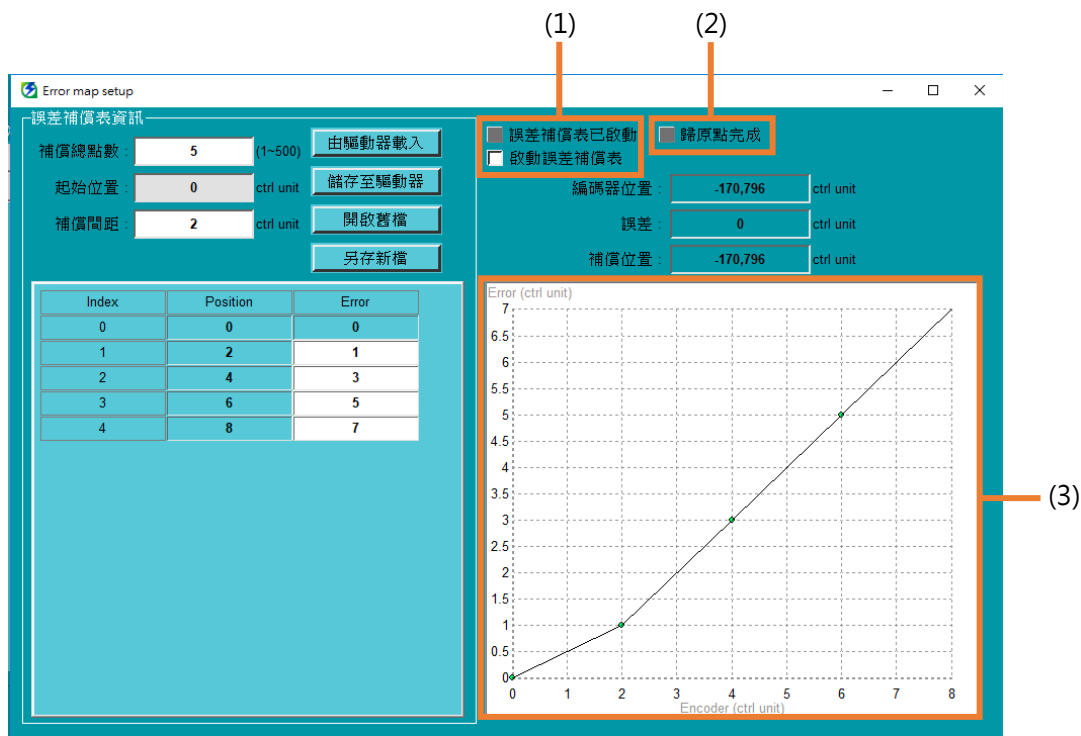 (1) (2)
Error map setup
誤差補償表資訊
補償總點數 : 5 (1~500) 由驅動器載入
起始位置 : 0 ctrl unit 儲存至驅動器
補償間距 : 2 ctrl unit 開啟舊檔
另存新檔
Index Position Error
0 0 0
1 2 1
2 4 3
3 6 5
4 8 7
誤差補償表已啟動 歸原點完成
啟動誤差補償表
編碼器位置 : -170,796 ctrl unit
誤差 : 0 ctrl unit
補償位置 : -170,796 ctrl unit
Error (ctrl unit)
7
6.5
6
5.5
5
4.5
4
3.5
3
2.5
2
1.5
1
0.5
0
0 1 2 3 4 5 6 7 8
Encoder (ctrl unit)
(3)